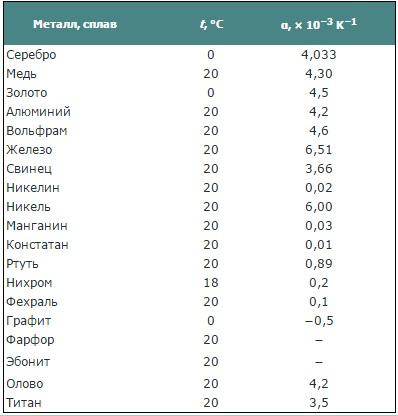 Металл, сплав t, °C α, × 10⁻³ K⁻¹
Серебро 0 4,033
Медь 20 4,30
Золото 0 4,5
Алюминий 20 4,2
Вольфрам 20 4,6
Железо 20 6,51
Свинец 20 3,66
Никелин 20 0,02
Никель 20 6,00
Манганин 20 0,03
Констатан 20 0,01
Ртуть 20 0,89
Нихром 18 0,2
Фехраль 20 0,1
Графит 0 −0,5
Фарфор 20 −
Эбонит 20 −
Олово 20 4,2
Титан 20 3,5